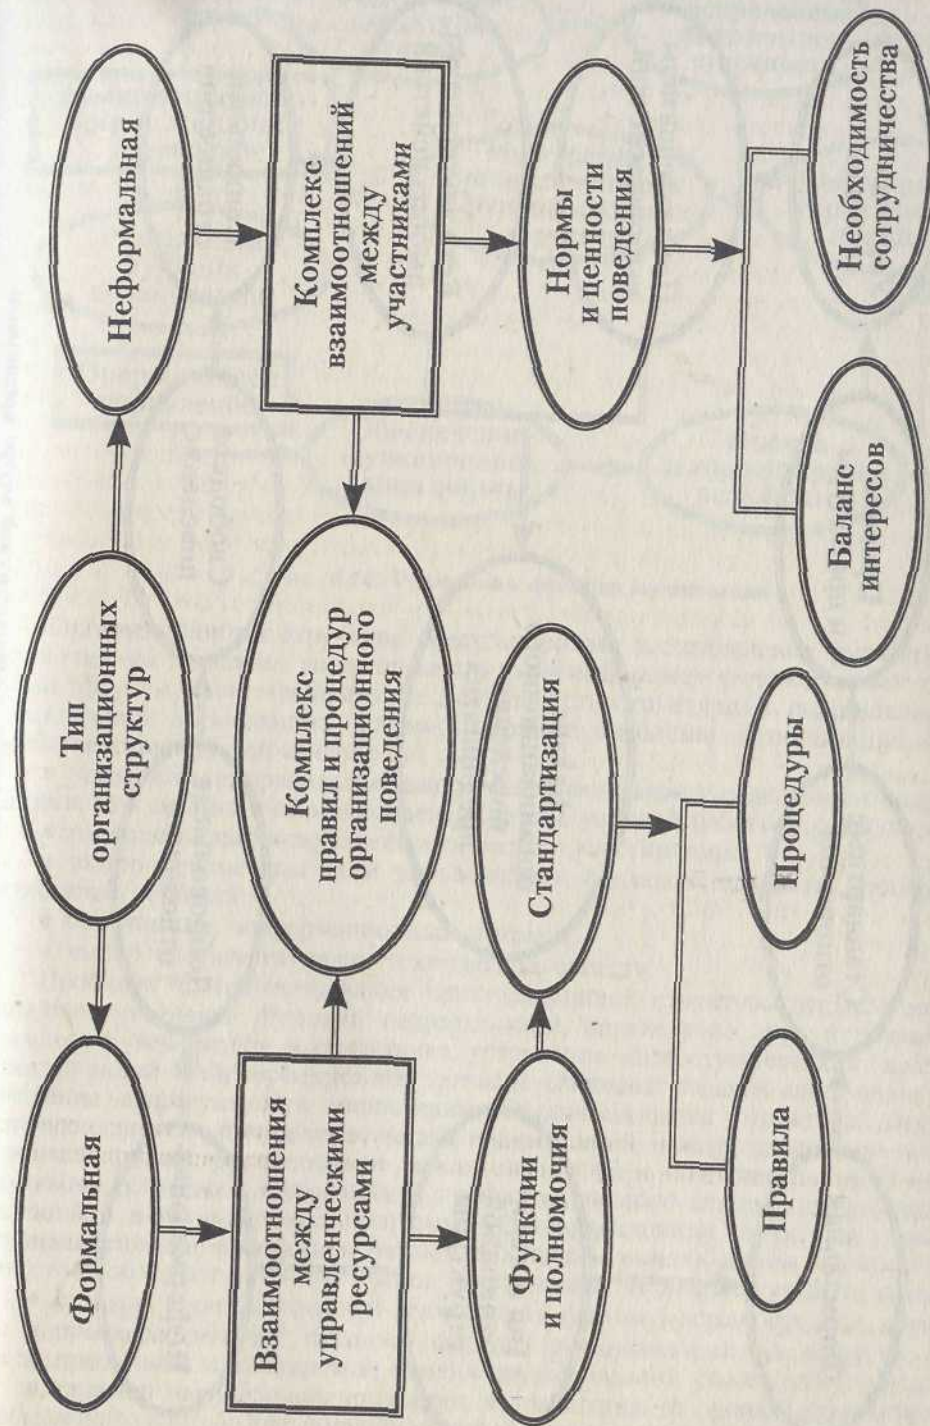 Тип
организационных
структур
Формальная
Неформальная
Взаимоотношения
между
управленческими
ресурсами
Комплекс
правил и процедур
организационного
поведения
Комплекс
взаимоотношений
между
участниками
Функции
и полномочия
Стандартизация
Нормы
и ценности
поведения
Правила
Процедуры
Баланс
интересов
Необходимость
сотрудничества